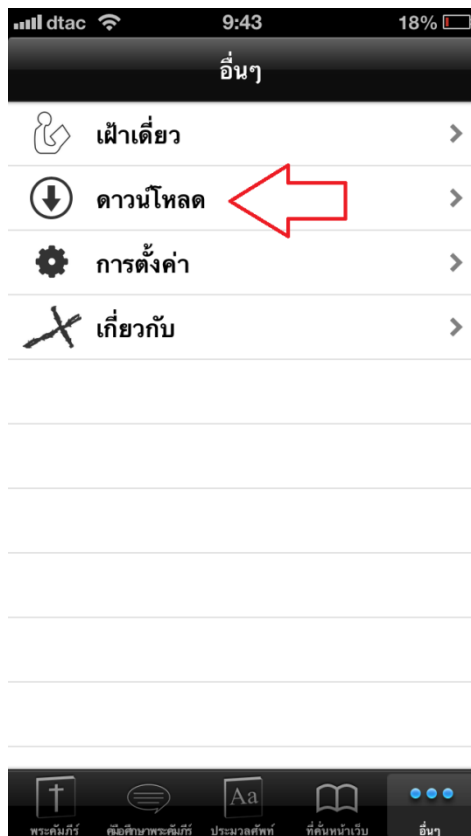 dtac 9:43 18%
อื่นๆ
เฝ้าเดี่ยว
ดาวน์โหลด
การตั้งค่า
เกี่ยวกับ
Aa
พระคัมภีร์ คู่มือศึกษาพระคัมภีร์ ประมวลศัพท์ ที่คั่นหน้าเว็บ อื่นๆ